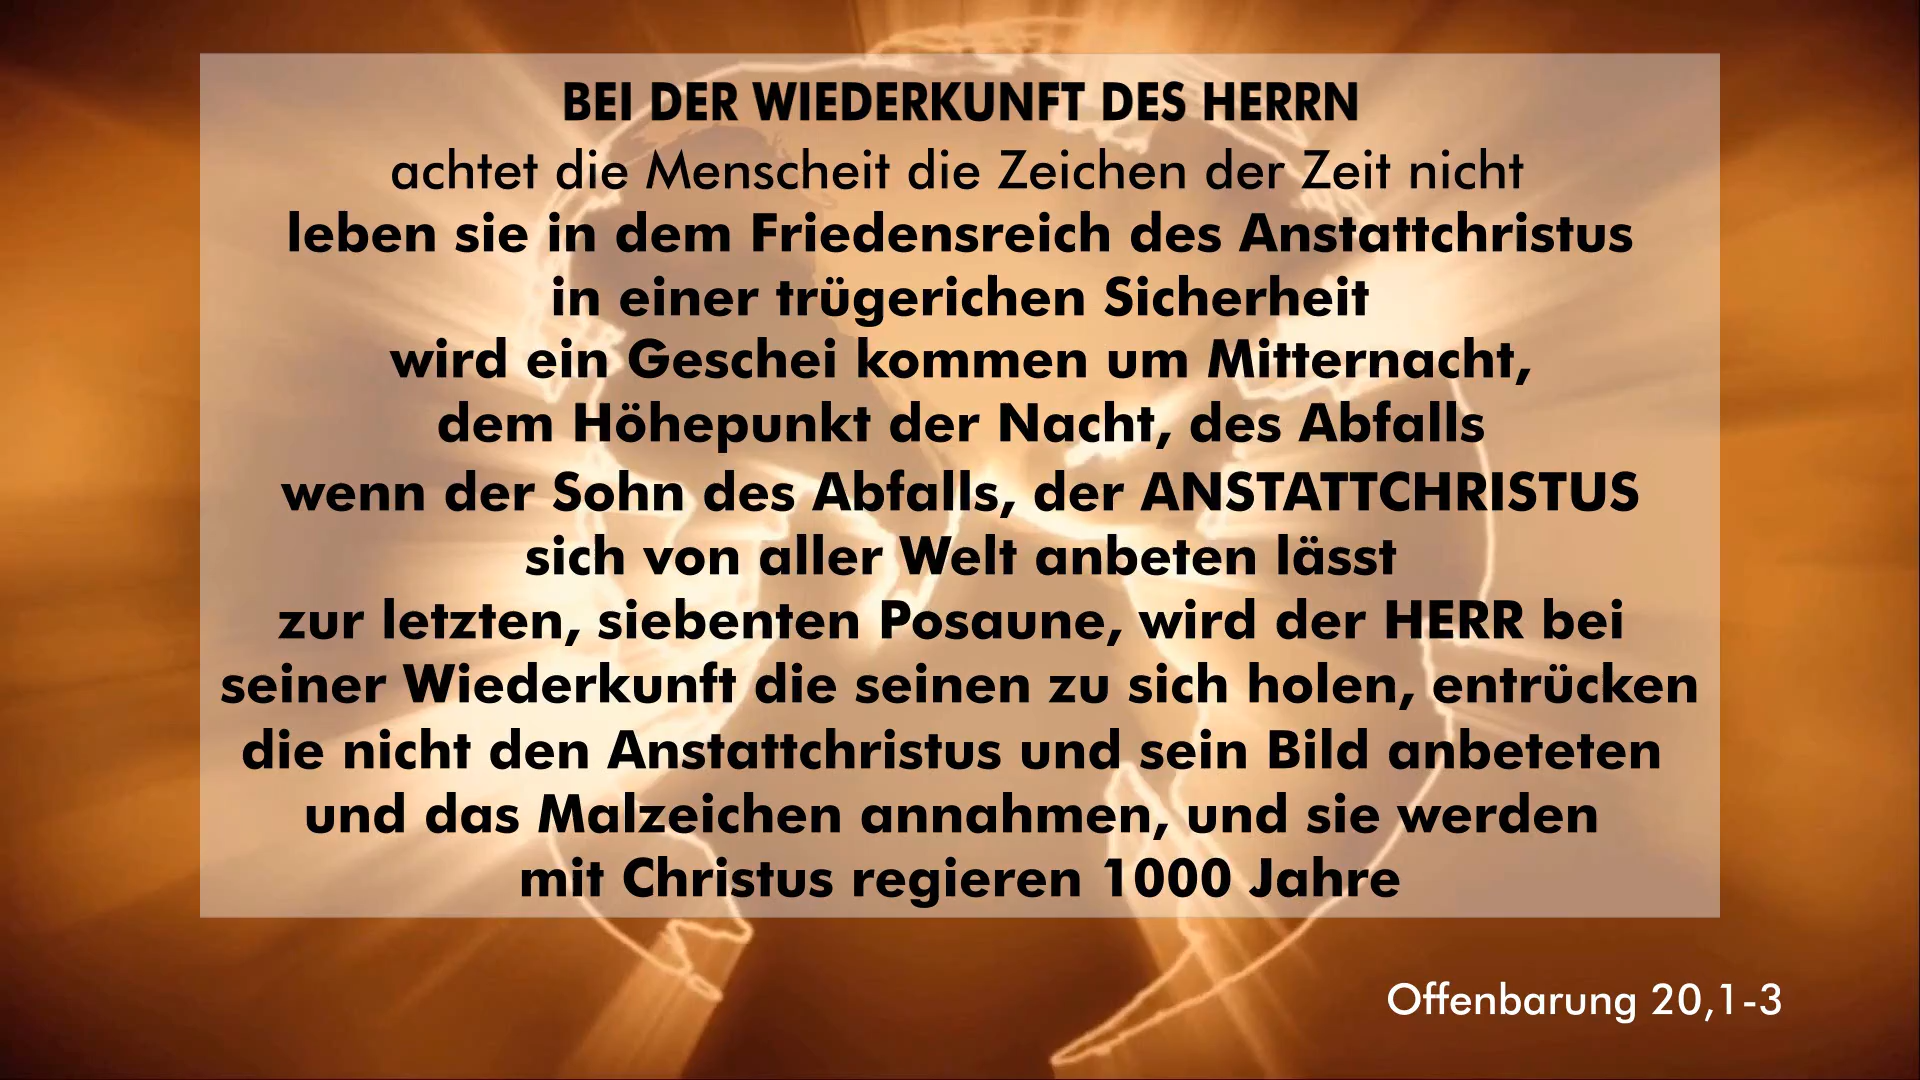 BEI DER WIEDERKUNFT DES HERRN
achtet die Menscheit die Zeichen der Zeit nicht
leben sie in dem Friedensreich des Anstattchristus
in einer trügerichen Sicherheit
wird ein Geschei kommen um Mitternacht,
dem Höhepunkt der Nacht, des Abfalls
wenn der Sohn des Abfalls, der ANSTATTCHRISTUS
sich von aller Welt anbeten lässt
zur letzten, siebenten Posaune, wird der HERR bei
seiner Wiederkunft die seinen zu sich holen, entrücken
die nicht den Anstattchristus und sein Bild anbeteten
und das Malzeichen annahmen, und sie werden
mit Christus regieren 1000 Jahre
Offenbarung 20,1-3